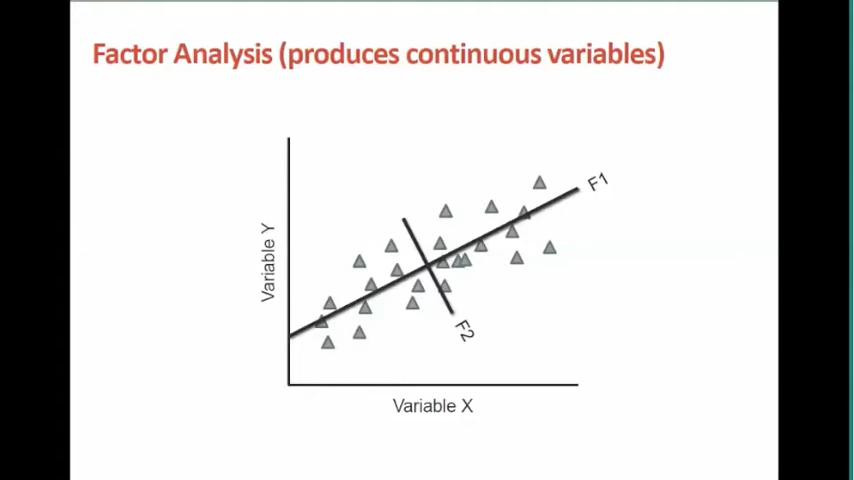 Factor Analysis (produces continuous variables)
F1
Variable Y
F2
Variable X